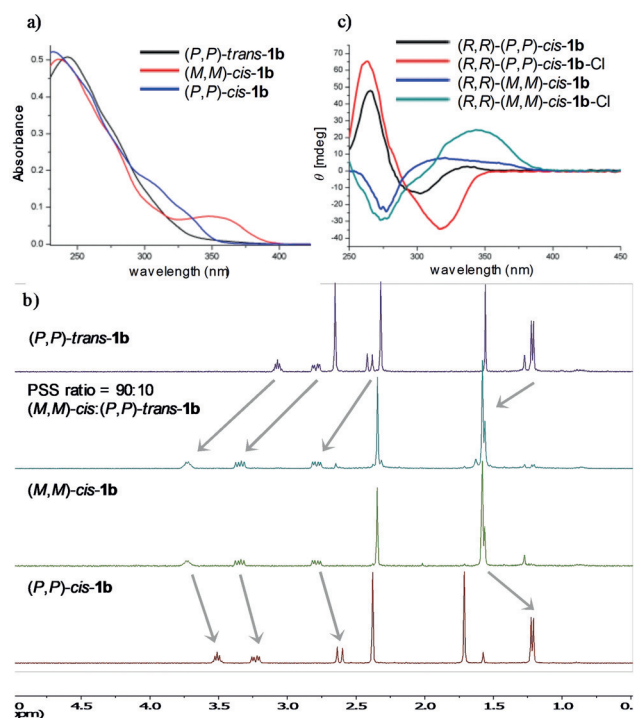 a)
(P,P)-trans-1b
(M,M)-cis-1b
(P,P)-cis-1b
Absorbance
0.5
0.4
0.3
0.2
0.1
0.0
250
300
350
400
wavelength (nm)
c)
(R,R)-(P,P)-cis-1b
(R,R)-(P,P)-cis-1b-Cl
(R,R)-(M,M)-cis-1b
(R,R)-(M,M)-cis-1b-Cl
θ [mdeg]
70
60
50
40
30
20
10
0
-10
-20
-30
-40
250
300
350
400
450
wavelength (nm)
b)
(P,P)-trans-1b
PSS ratio = 90:10
(M,M)-cis:(P,P)-trans-1b
(M,M)-cis-1b
(P,P)-cis-1b
4.5
4.0
3.5
3.0
2.5
2.0
1.5
1.0